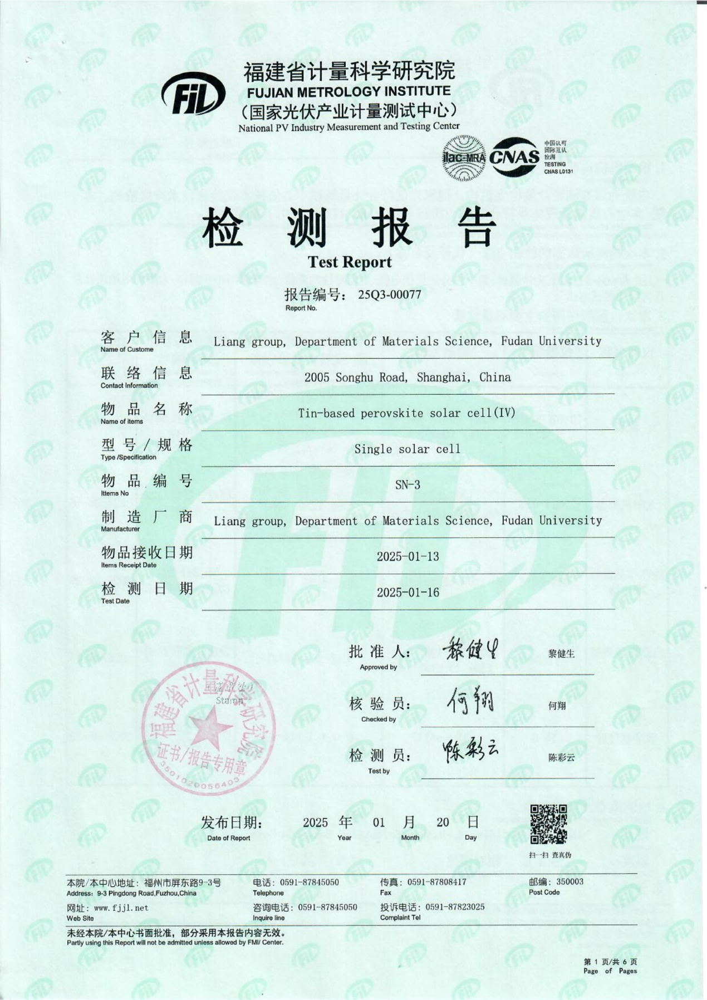 福建省计量科学研究院
FUJIAN METROLOGY INSTITUTE
（国家光伏产业计量测试中心）
National PV Industry Measurement and Testing Center
FJL
ilac-MRA
CNAS
中国认可
国际互认
检测
TESTING
CNAS L0131
检 测 报 告
Test Report
报告编号： 25Q3-00077
Report No.
客 户 信 息 Liang group, Department of Materials Science, Fudan University
Name of Custome
联 络 信 息 2005 Songhu Road, Shanghai, China
Contact Information
物 品 名 称 Tin-based perovskite solar cell(IV)
Name of items
型 号 / 规 格 Single solar cell
Type /Specification
物 品 编 号 SN-3
Ittems No
制 造 厂 商 Liang group, Department of Materials Science, Fudan University
Manufacturer
物品接收日期 2025-01-13
Items Receipt Date
检 测 日 期 2025-01-16
Test Date
批 准 人： 黎健生 黎健生
Approved by
核 验 员： 何翔 何翔
Checked by
检 测 员： 陈彩云 陈彩云
Test by
福建省计量科学研究院
Stamp
证书/报告专用章
3501020056403
发布日期： 2025 年 01 月 20 日
Date of Report Year Month Day
扫一扫 查真伪
本院/本中心地址：福州市屏东路9-3号 电话：0591-87845050 传真：0591-87808417 邮编：350003
Address: 9-3 Pingdong Road,Fuzhou,China Telephone Fax Post Code
网址：www.fjjl.net 咨询电话：0591-87845050 投诉电话：0591-87823025
Web Site Inquire line Complaint Tel
未经本院/本中心书面批准，部分采用本报告内容无效。
Partly using this Report will not be admitted unless allowed by FMI/ Center.
第 1 页/共 6 页
Page of Pages